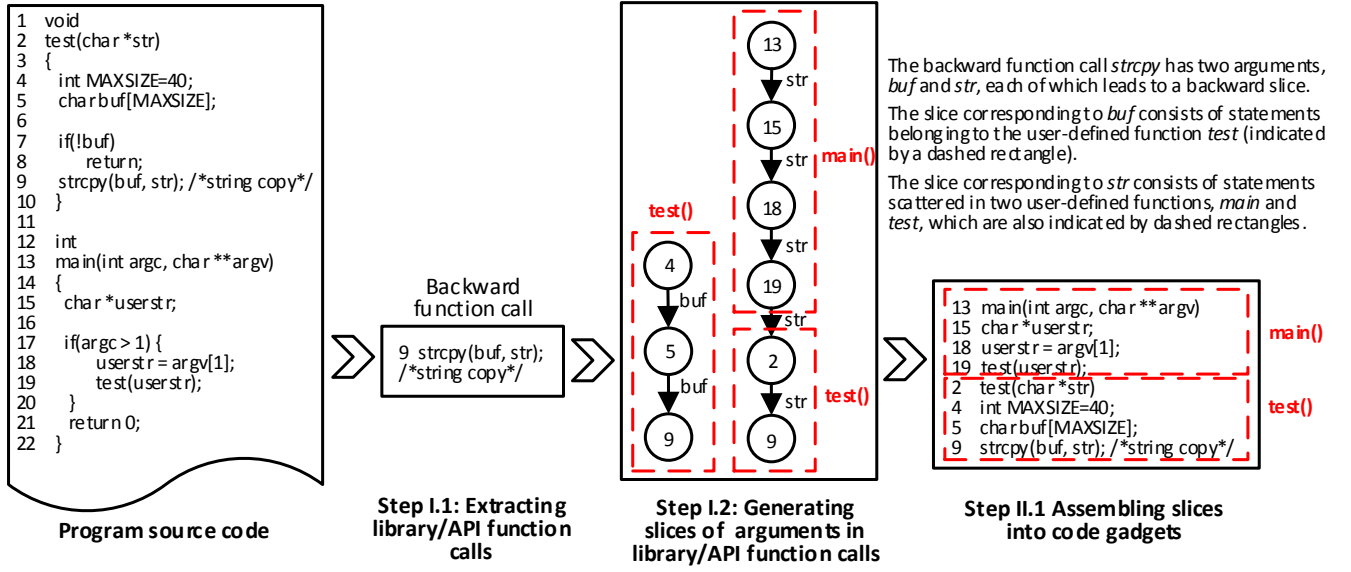 1 void
2 test(char *str)
3 {
4 int MAXSIZE=40;
5 char buf[MAXSIZE];
6
7 if(!buf)
8 return;
9 strcpy(buf, str); /*string copy*/
10 }
11
12 int
13 main(int argc, char **argv)
14 {
15 char *userstr;
16
17 if(argc > 1) {
18 userstr = argv[1];
19 test(userstr);
20 }
21 return 0;
22 }
Program source code
Backward
function call
9 strcpy(buf, str);
/*string copy*/
Step I.1: Extracting
library/API function
calls
test()
4
buf
5
buf
9
13
str
15
str
18
str
19
str
2
str
9
main()
test()
Step I.2: Generating
slices of arguments in
library/API function calls
The backward function call strcpy has two arguments,
buf and str, each of which leads to a backward slice.
The slice corresponding to buf consists of statements
belonging to the user-defined function test (indicated
by a dashed rectangle).
The slice corresponding to str consists of statements
scattered in two user-defined functions, main and
test, which are also indicated by dashed rectangles.
13 main(int argc, char **argv)
15 char *userstr;
18 userstr = argv[1];
19 test(userstr);
2 test(char *str)
4 int MAXSIZE=40;
5 char buf[MAXSIZE];
9 strcpy(buf, str); /*string copy*/
main()
test()
Step II.1 Assembling slices
into code gadgets